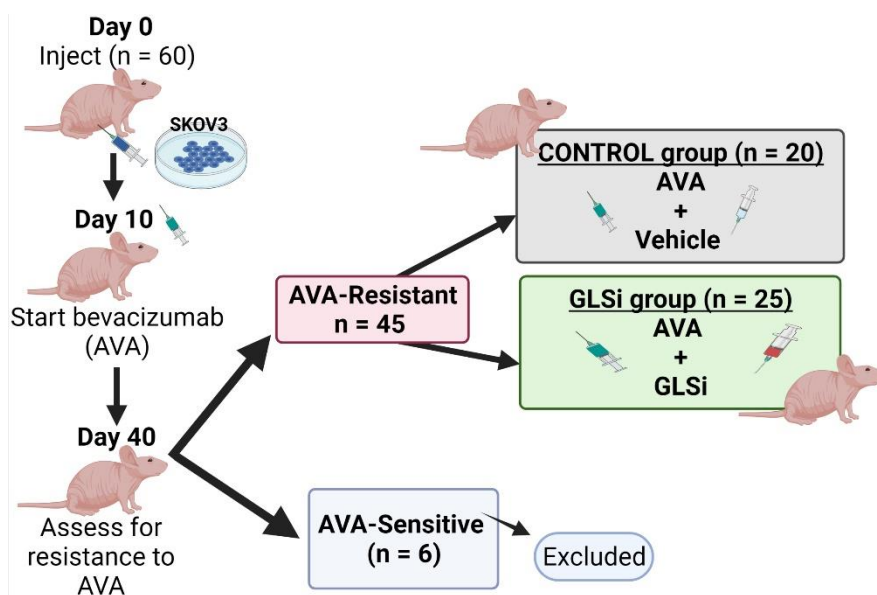 Day 0
Inject (n = 60)
SKOV3
Day 10
Start bevacizumab
(AVA)
Day 40
Assess for
resistance to
AVA
AVA-Resistant
n = 45
AVA-Sensitive
(n = 6)
Excluded
CONTROL group (n = 20)
AVA
+
Vehicle
GLSi group (n = 25)
AVA
+
GLSi